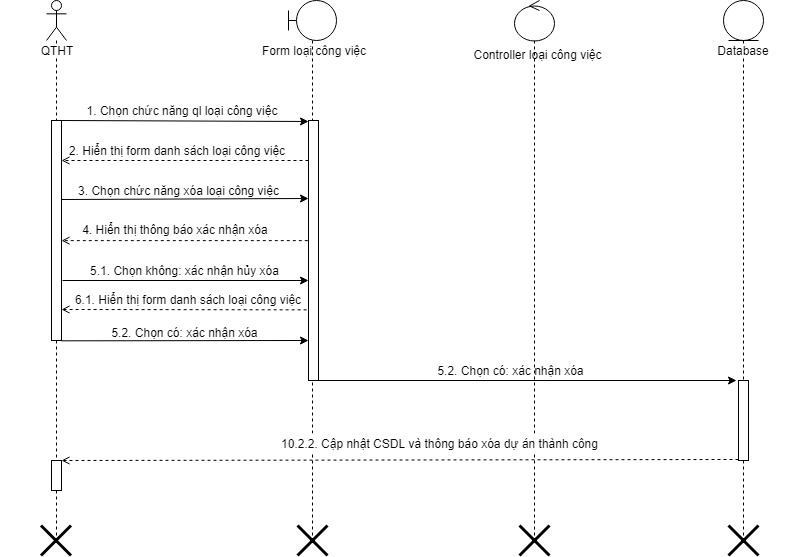 QTHT
Form loại công việc
Controller loại công việc
Database
1. Chọn chức năng ql loại công việc
2. Hiển thị form danh sách loại công việc
3. Chọn chức năng xóa loại công việc
4. Hiển thị thông báo xác nhận xóa
5.1. Chọn không: xác nhận hủy xóa
6.1. Hiển thị form danh sách loại công việc
5.2. Chọn có: xác nhận xóa
5.2. Chọn có: xác nhận xóa
10.2.2. Cập nhật CSDL và thông báo xóa dự án thành công